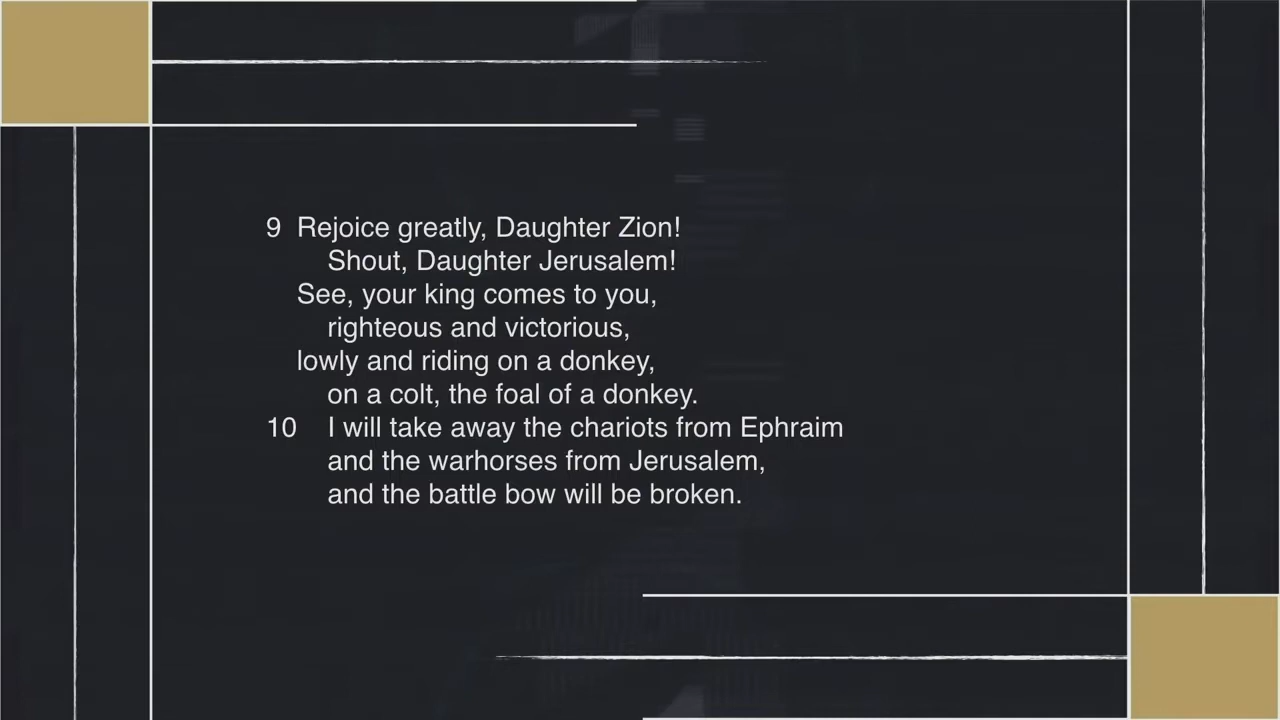 9 Rejoice greatly, Daughter Zion!
Shout, Daughter Jerusalem!
See, your king comes to you,
righteous and victorious,
lowly and riding on a donkey,
on a colt, the foal of a donkey.
10 I will take away the chariots from Ephraim
and the warhorses from Jerusalem,
and the battle bow will be broken.